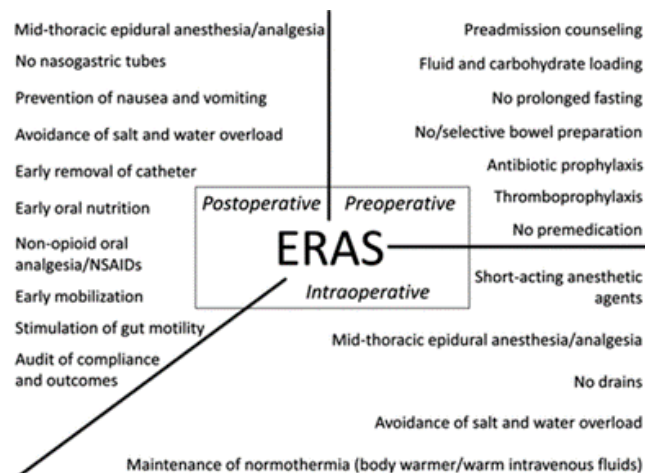 Mid-thoracic epidural anesthesia/analgesia
No nasogastric tubes
Prevention of nausea and vomiting
Avoidance of salt and water overload
Early removal of catheter
Early oral nutrition
Non-opioid oral
analgesia/NSAIDs
Early mobilization
Stimulation of gut motility
Audit of compliance
and outcomes
Preadmission counseling
Fluid and carbohydrate loading
No prolonged fasting
No/selective bowel preparation
Antibiotic prophylaxis
Thromboprophylaxis
No premedication
Postoperative
Preoperative
ERAS
Intraoperative
Short-acting anesthetic
agents
Mid-thoracic epidural anesthesia/analgesia
No drains
Avoidance of salt and water overload
Maintenance of normothermia (body warmer/warm intravenous fluids)